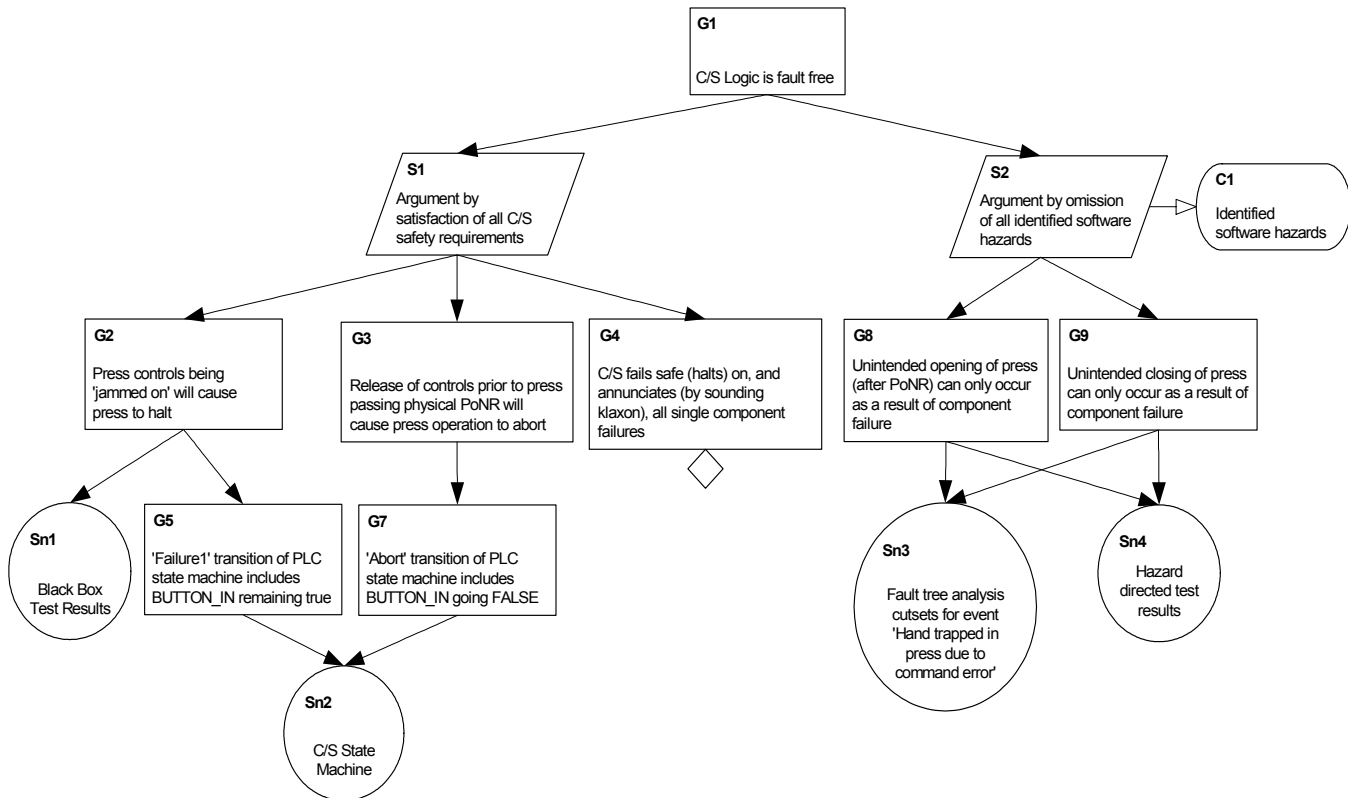 G1
C/S Logic is fault free
S1
Argument by
satisfaction of all C/S
safety requirements
S2
Argument by omission
of all identified software
hazards
C1
Identified
software hazards
G2
Press controls being
'jammed on' will cause
press to halt
G3
Release of controls prior to press
passing physical PoNR will
cause press operation to abort
G4
C/S fails safe (halts) on, and
annunciates (by sounding
klaxon), all single component
failures
G8
Unintended opening of press
(after PoNR) can only occur
as a result of component
failure
G9
Unintended closing of press
can only occur as a result of
component failure
Sn1
Black Box
Test Results
G5
'Failure1' transition of PLC
state machine includes
BUTTON_IN remaining true
G7
'Abort' transition of PLC
state machine includes
BUTTON_IN going FALSE
Sn3
Fault tree analysis
cutsets for event
'Hand trapped in
press due to
command error'
Sn4
Hazard
directed test
results
Sn2
C/S State
Machine